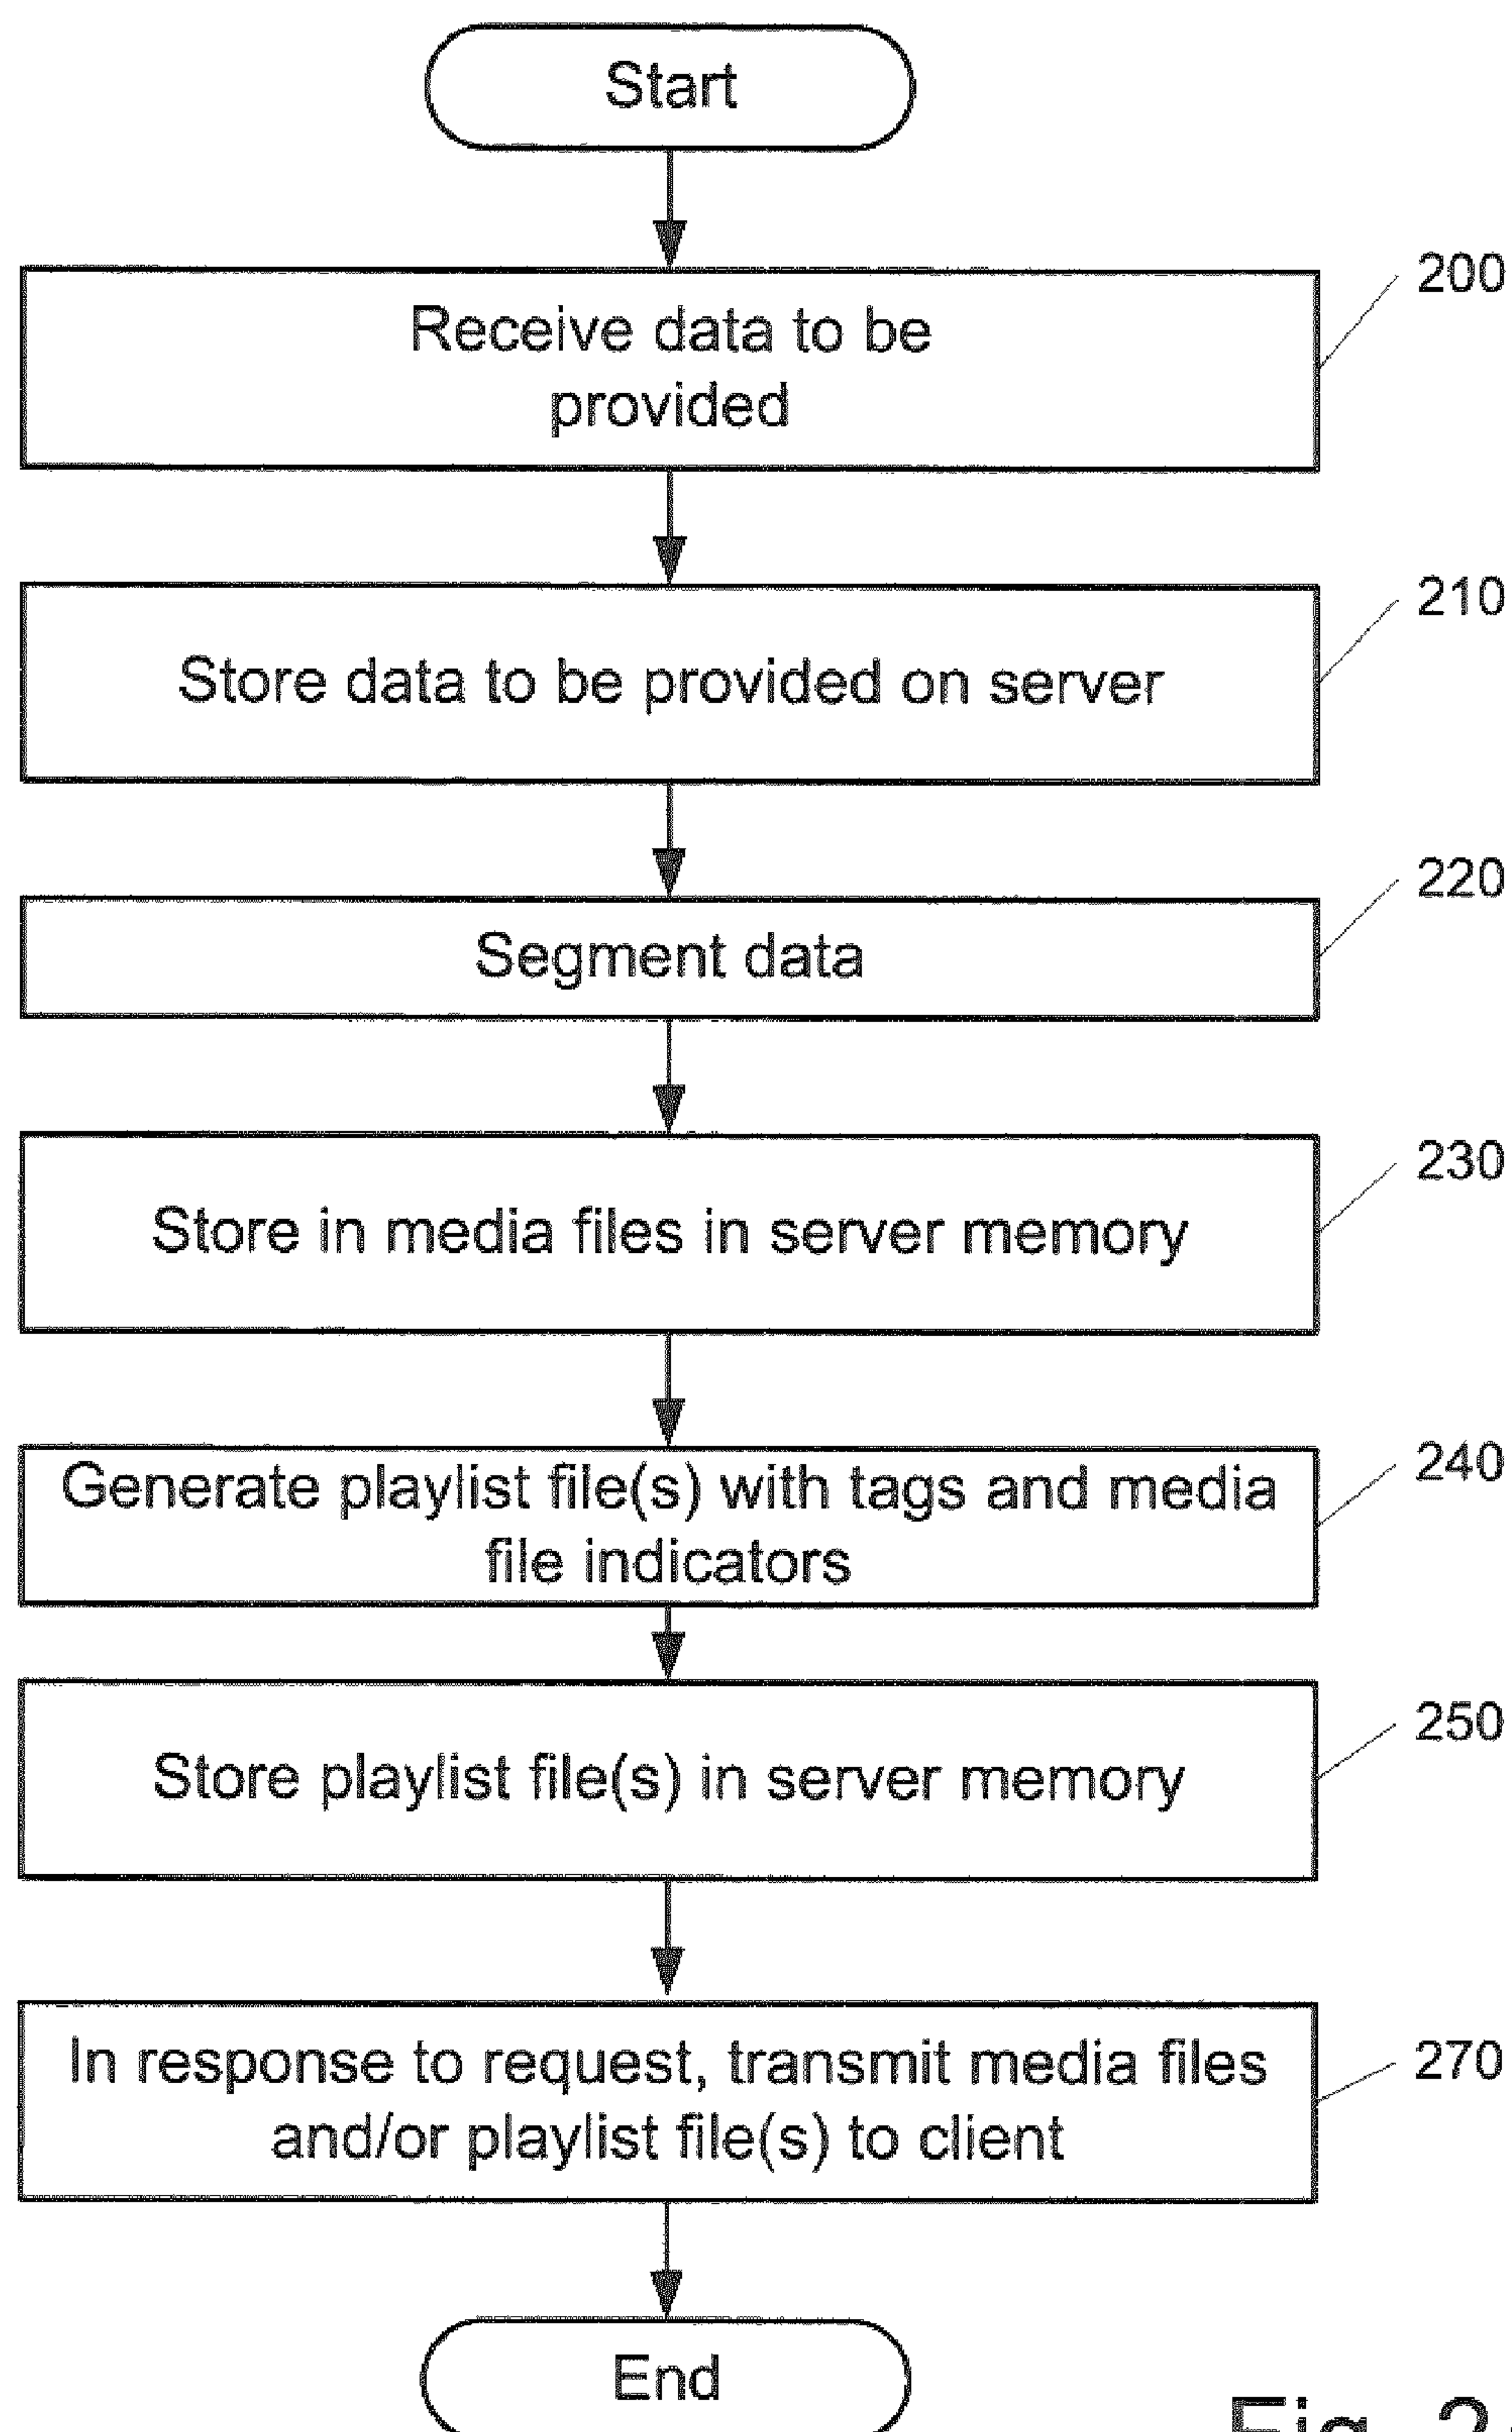 Start
200
Receive data to be
provided
210
Store data to be provided on server
220
Segment data
230
Store in media files in server memory
240
Generate playlist file(s) with tags and media
file indicators
250
Store playlist file(s) in server memory
270
In response to request, transmit media files
and/or playlist file(s) to client
End
Fig. 2